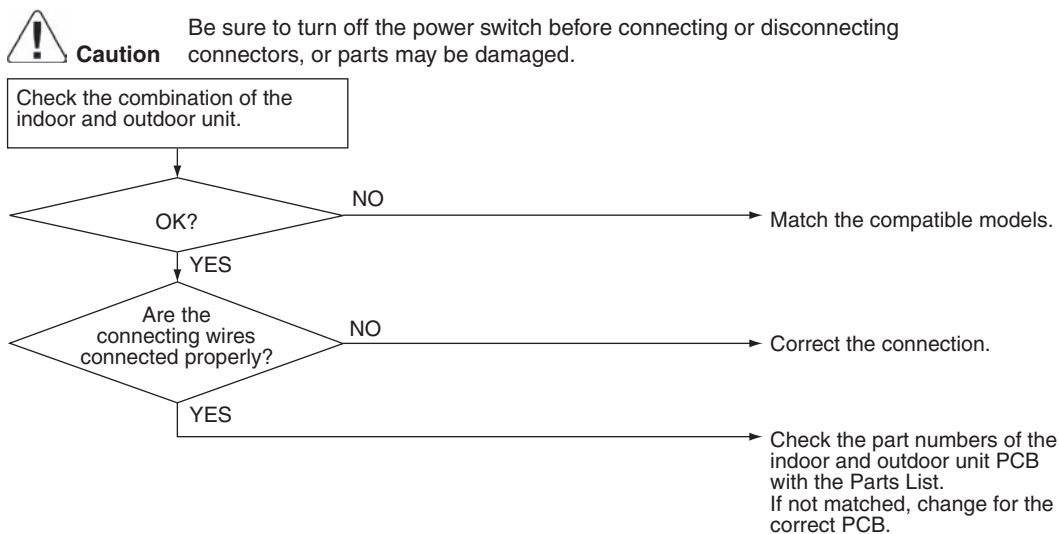 Be sure to turn off the power switch before connecting or disconnecting
Caution connectors, or parts may be damaged.
Check the combination of the
indoor and outdoor unit.
OK?
NO
Match the compatible models.
YES
Are the
connecting wires
connected properly?
NO
Correct the connection.
YES
Check the part numbers of the
indoor and outdoor unit PCB
with the Parts List.
If not matched, change for the
correct PCB.